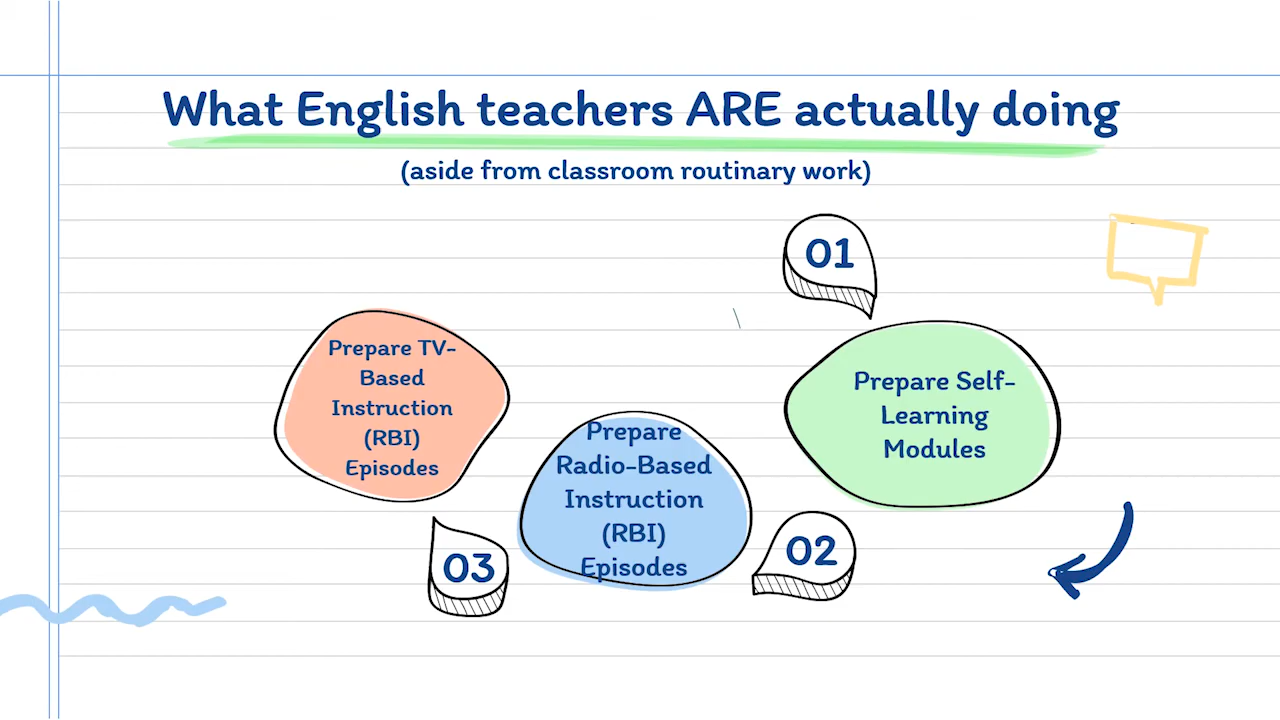 What English teachers ARE actually doing
(aside from classroom routinary work)
01
Prepare Self-
Learning
Modules
02
Prepare
Radio-Based
Instruction
(RBI)
Episodes
03
Prepare TV-
Based
Instruction
(RBI)
Episodes